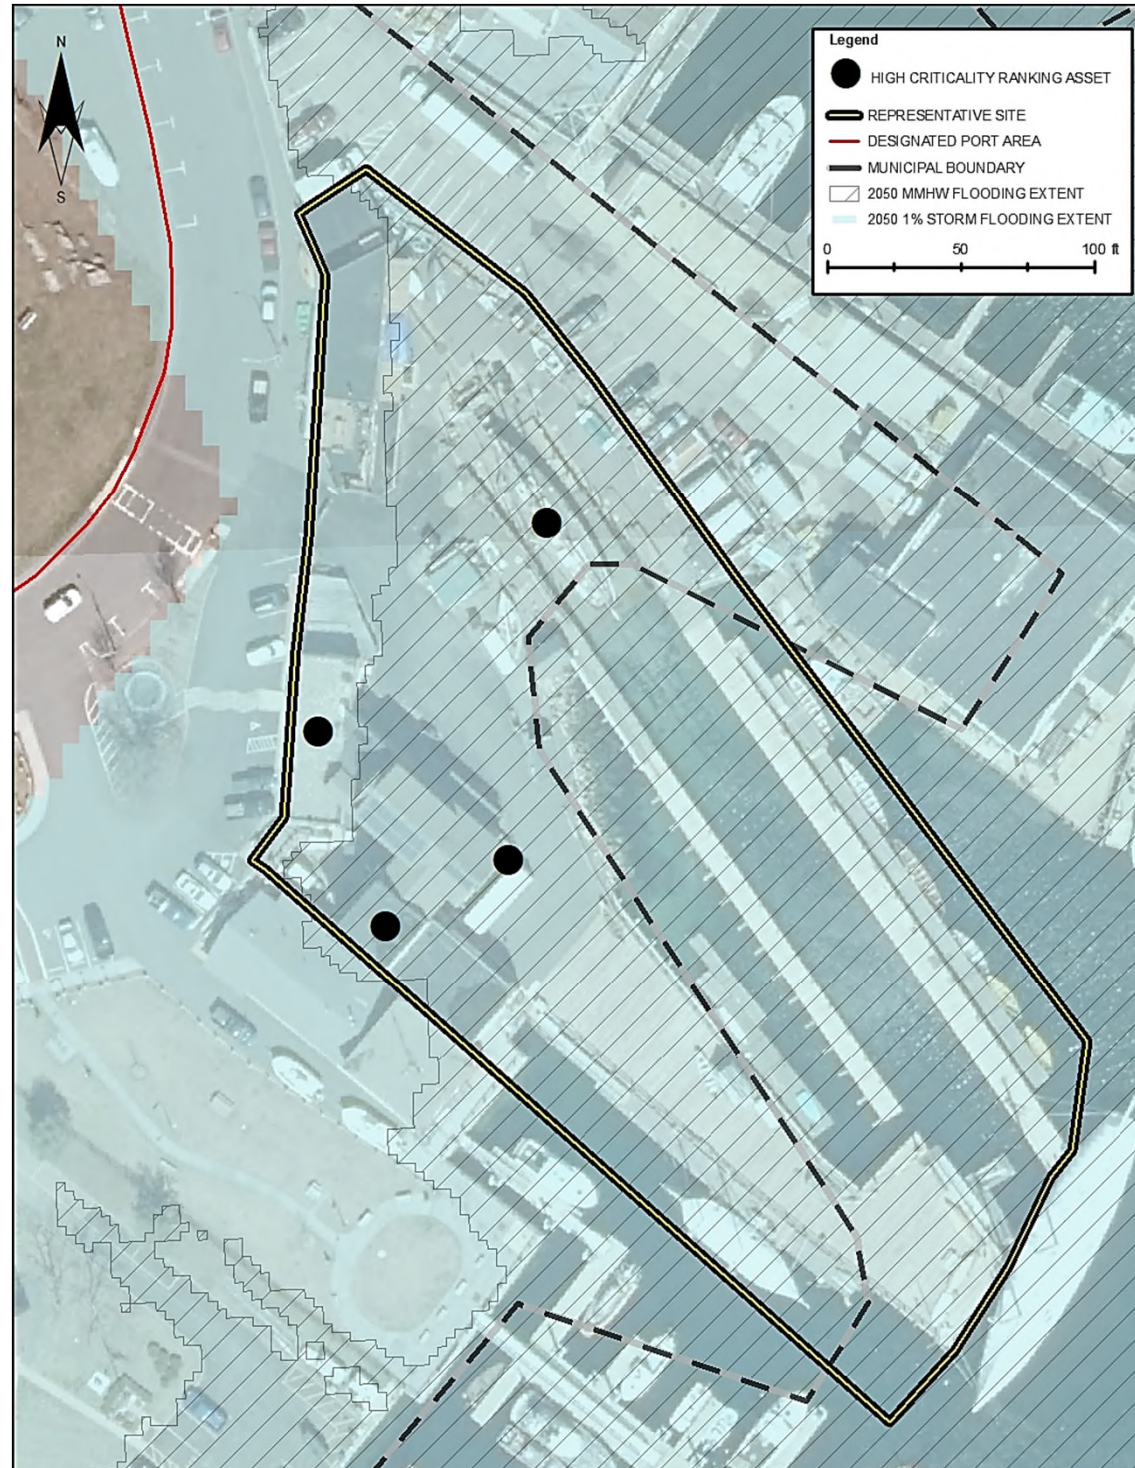 N
S
Legend
HIGH CRITICALITY RANKING ASSET
REPRESENTATIVE SITE
DESIGNATED PORT AREA
MUNICIPAL BOUNDARY
2050 MMHW FLOODING EXTENT
2050 1% STORM FLOODING EXTENT
0 50 100 ft